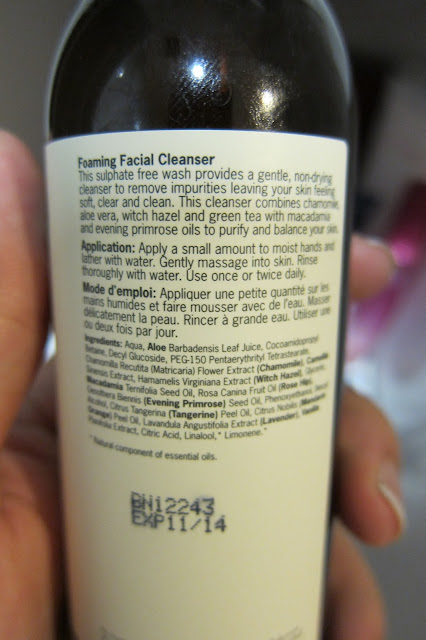 Foaming Facial Cleanser
This sulphate free wash provides a gentle, non-drying
cleanser to remove impurities leaving your skin feeling
soft, clear and clean. This cleanser combines chamomile,
aloe vera, witch hazel and green tea with macadamia
and evening primrose oils to purify and balance your skin.
Application: Apply a small amount to moist hands and
lather with water. Gently massage into skin. Rinse
thoroughly with water. Use once or twice daily.
Mode d'emploi: Appliquer une petite quantité sur les
mains humides et faire mousser avec de l'eau. Masser
délicatement la peau. Rincer à grande eau. Utiliser une
ou deux fois par jour.
Ingredients: Aqua, Aloe Barbadensis Leaf Juice, Cocoamidopropyl
Betaine, Decyl Glucoside, PEG-150 Pentaerythrityl Tetrastearate,
Chamomilla Recutita (Matricaria) Flower Extract (Chamomile), Camellia
Sinensis Extract, Hamamelis Virginiana Extract (Witch Hazel), Glycerin,
Macadamia Ternifolia Seed Oil, Rosa Canina Fruit Oil (Rose Hip),
Oenothera Biennis (Evening Primrose) Seed Oil, Phenoxyethanol,
Alcohol, Citrus Tangerina (Tangerine) Peel Oil, Citrus Nobilis (Mandarin
Orange) Peel Oil, Lavandula Angustifolia Extract (Lavender), Vanilla
Planifolia Extract, Citric Acid, Linalool,* Limonene.*
* Natural component of essential oils.
BN12243
EXP11/14